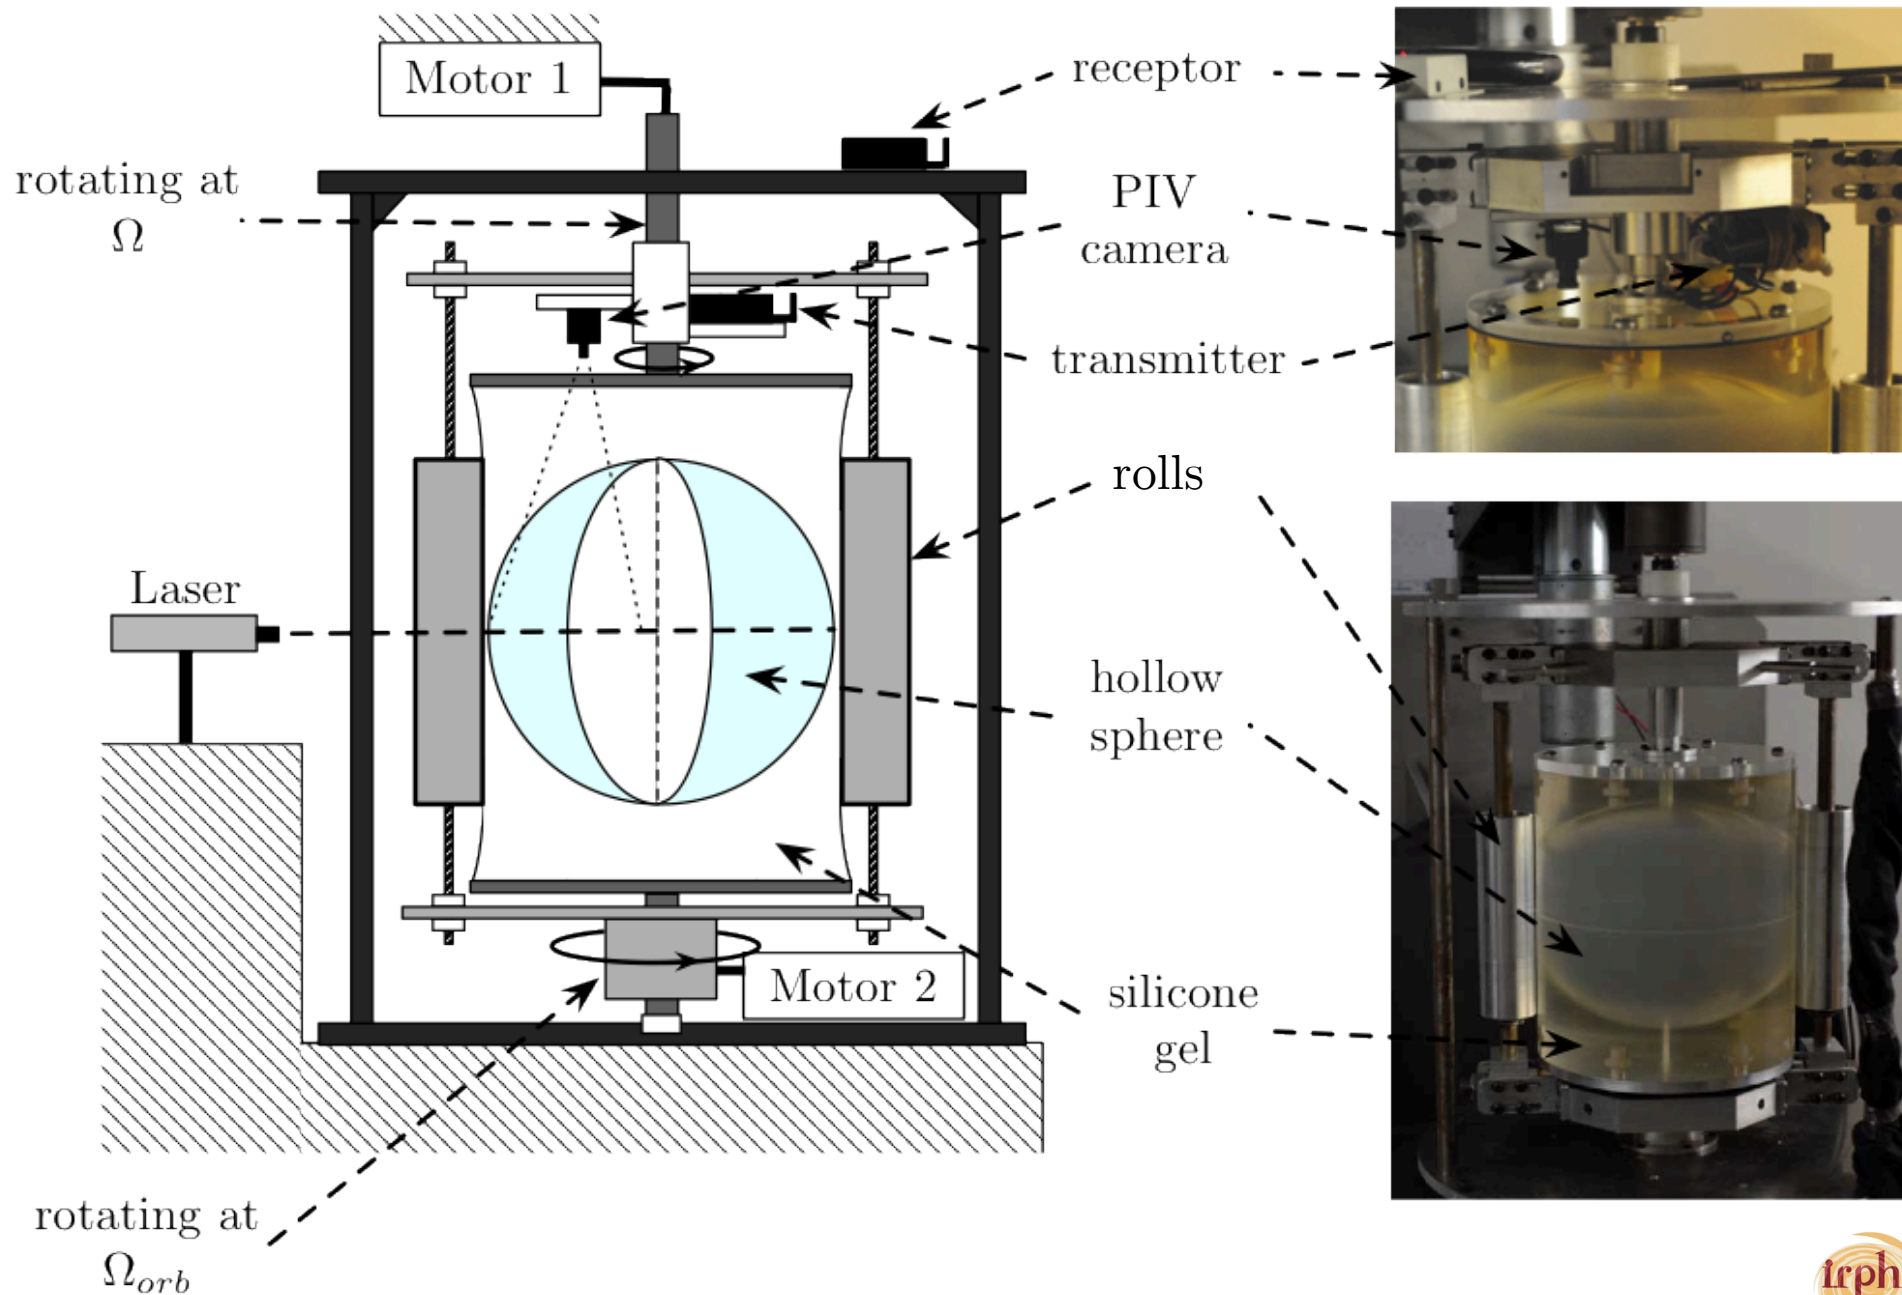 Motor 1
receptor
rotating at
Ω
PIV
camera
transmitter
rolls
Laser
hollow
sphere
silicone
gel
Motor 2
rotating at
Ω_orb
irph